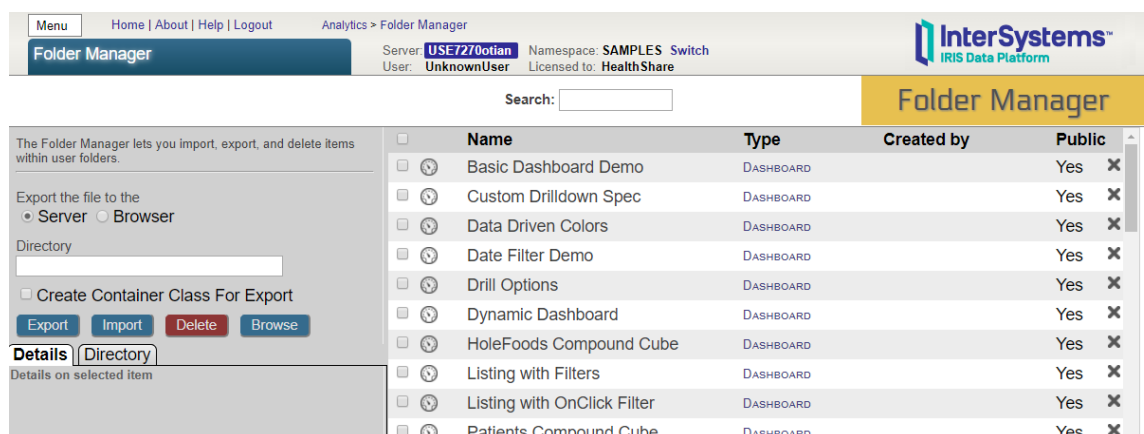 Menu Home | About | Help | Logout Analytics > Folder Manager
Folder Manager
Server: USE7270otian Namespace: SAMPLES Switch
User: UnknownUser Licensed to: HealthShare
InterSystems™
IRIS Data Platform
Search:
Folder Manager
The Folder Manager lets you import, export, and delete items
within user folders.
Export the file to the
Server Browser
Directory
Create Container Class For Export
Export Import Delete Browse
Details Directory
Details on selected item
Name Type Created by Public
Basic Dashboard Demo DASHBOARD Yes
Custom Drilldown Spec DASHBOARD Yes
Data Driven Colors DASHBOARD Yes
Date Filter Demo DASHBOARD Yes
Drill Options DASHBOARD Yes
Dynamic Dashboard DASHBOARD Yes
HoleFoods Compound Cube DASHBOARD Yes
Listing with Filters DASHBOARD Yes
Listing with OnClick Filter DASHBOARD Yes
Patients Compound Cube DASHBOARD Yes